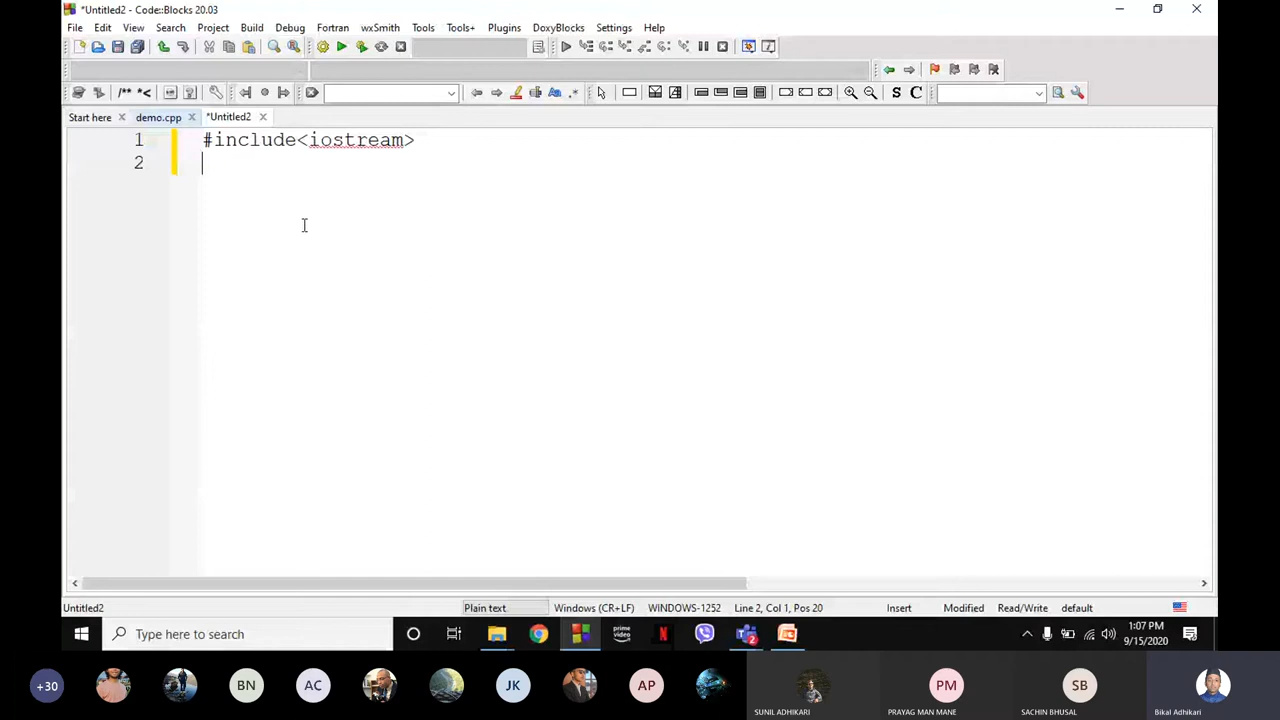 *Untitled2 - Code::Blocks 20.03
File Edit View Search Project Build Debug Fortran wxSmith Tools Tools+ Plugins DoxyBlocks Settings Help
/** *< S C
Start here demo.cpp *Untitled2
1 #include<iostream>
2
Untitled2 Plain text Windows (CR+LF) WINDOWS-1252 Line 2, Col 1, Pos 20 Insert Modified Read/Write default
Type here to search prime video N 2 1:07 PM
9/15/2020
+30 BN AC JK AP PM SB
SUNIL ADHIKARI PRAYAG MAN MANE SACHIN BHUSAL Bikal Adhikari